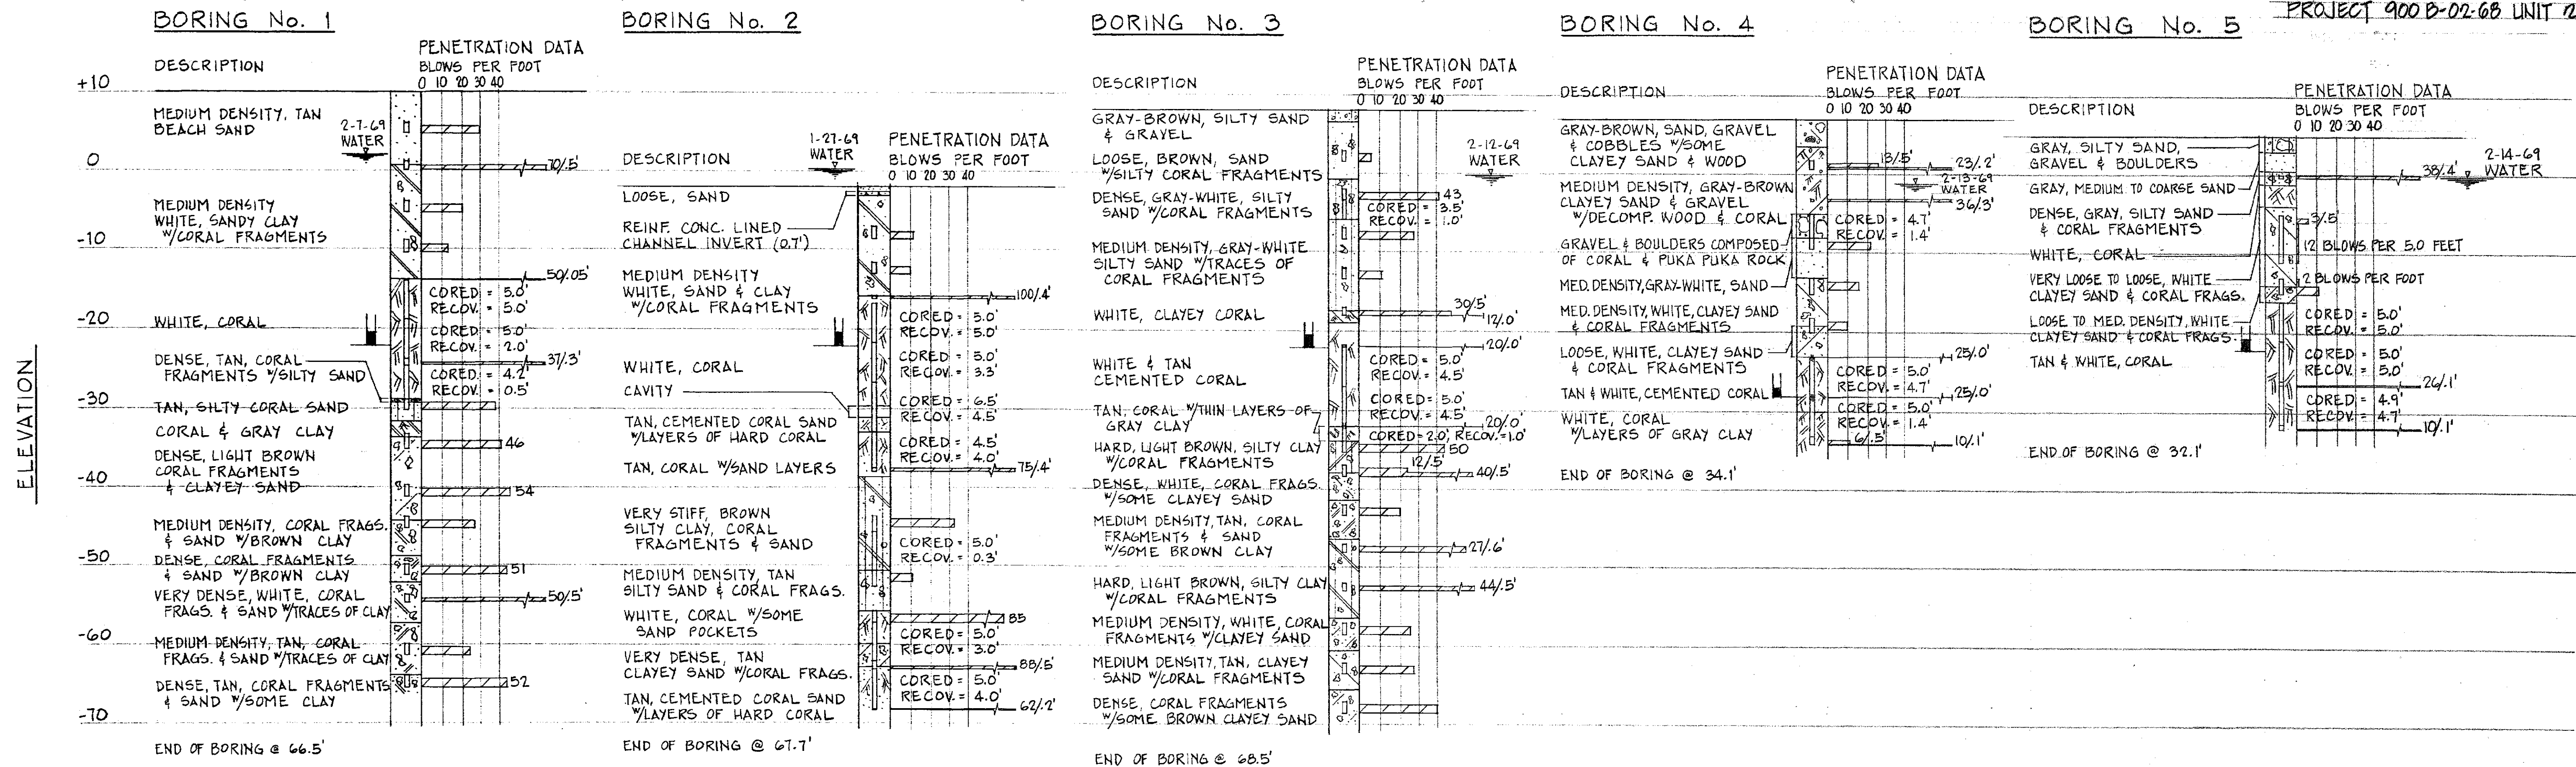 PROJECT 900 B-02-68 UNIT 2
ELEVATION
+10
0
-10
-20
-30
-40
-50
-60
-70
BORING No. 1
PENETRATION DATA
DESCRIPTION
BLOWS PER FOOT
0 10 20 30 40
MEDIUM DENSITY, TAN
BEACH SAND
2-7-69
WATER
70/.5'
MEDIUM DENSITY
WHITE, SANDY CLAY
W/CORAL FRAGMENTS
50/.05'
CORED = 5.0'
RECOV. = 5.0'
WHITE, CORAL
CORED = 5.0'
RECOV. = 2.0'
37/.3'
DENSE, TAN, CORAL
FRAGMENTS W/SILTY SAND
CORED = 4.2'
RECOV. = 0.5'
TAN, SILTY CORAL SAND
CORAL & GRAY CLAY
46
DENSE, LIGHT BROWN
CORAL FRAGMENTS
& CLAYEY SAND
54
MEDIUM DENSITY, CORAL FRAGS.
& SAND W/BROWN CLAY
DENSE, CORAL FRAGMENTS
& SAND W/BROWN CLAY
51
VERY DENSE, WHITE, CORAL
FRAGS. & SAND W/TRACES OF CLAY
50/.5'
MEDIUM DENSITY, TAN, CORAL
FRAGS. & SAND W/TRACES OF CLAY
DENSE, TAN, CORAL FRAGMENTS
& SAND W/SOME CLAY
52
END OF BORING @ 66.5'
BORING No. 2
1-27-69
WATER
PENETRATION DATA
DESCRIPTION
BLOWS PER FOOT
0 10 20 30 40
LOOSE, SAND
REINF. CONC. LINED
CHANNEL INVERT (0.7')
MEDIUM DENSITY
WHITE, SAND & CLAY
W/CORAL FRAGMENTS
100/.4'
CORED = 5.0'
RECOV. = 5.0'
WHITE, CORAL
CORED = 5.0'
RECOV. = 3.3'
CAVITY
CORED = 6.5'
RECOV. = 4.5'
TAN, CEMENTED CORAL SAND
W/LAYERS OF HARD CORAL
CORED = 4.5'
RECOV. = 4.0'
TAN, CORAL W/SAND LAYERS
75/.4'
VERY STIFF, BROWN
SILTY CLAY, CORAL
FRAGMENTS & SAND
CORED = 5.0'
RECOV. = 0.3'
MEDIUM DENSITY, TAN
SILTY SAND & CORAL FRAGS.
WHITE, CORAL W/SOME
SAND POCKETS
85
CORED = 5.0'
RECOV. = 3.0'
VERY DENSE, TAN
CLAYEY SAND W/CORAL FRAGS.
88/.5'
CORED = 5.0'
RECOV. = 4.0'
TAN, CEMENTED CORAL SAND
W/LAYERS OF HARD CORAL
62/.2'
END OF BORING @ 67.7'
BORING No. 3
PENETRATION DATA
DESCRIPTION
BLOWS PER FOOT
0 10 20 30 40
GRAY-BROWN, SILTY SAND
& GRAVEL
2-12-69
WATER
LOOSE, BROWN, SAND
W/SILTY CORAL FRAGMENTS
DENSE, GRAY-WHITE, SILTY
SAND W/CORAL FRAGMENTS
43
CORED = 3.5'
RECOV. = 1.0'
MEDIUM DENSITY, GRAY-WHITE
SILTY SAND W/TRACES OF
CORAL FRAGMENTS
WHITE, CLAYEY CORAL
30/.5'
12/.0'
20/.0'
WHITE & TAN
CEMENTED CORAL
CORED = 5.0'
RECOV. = 4.5'
CORED = 5.0'
RECOV. = 4.5'
TAN, CORAL W/THIN LAYERS OF
GRAY CLAY
20/.0'
CORED = 2.0', RECOV. = 1.0'
HARD, LIGHT BROWN, SILTY CLAY
W/CORAL FRAGMENTS
50
12/.5'
40/.5'
DENSE, WHITE, CORAL FRAGS.
W/SOME CLAYEY SAND
MEDIUM DENSITY, TAN, CORAL
FRAGMENTS & SAND
W/SOME BROWN CLAY
27/.6'
HARD, LIGHT BROWN, SILTY CLAY
W/CORAL FRAGMENTS
44/.5'
MEDIUM DENSITY, WHITE, CORAL
FRAGMENTS W/CLAYEY SAND
MEDIUM DENSITY, TAN, CLAYEY
SAND W/CORAL FRAGMENTS
DENSE, CORAL FRAGMENTS
W/SOME BROWN CLAYEY SAND
END OF BORING @ 68.5'
BORING No. 4
PENETRATION DATA
DESCRIPTION
BLOWS PER FOOT
0 10 20 30 40
GRAY-BROWN, SAND, GRAVEL
& COBBLES W/SOME
CLAYEY SAND & WOOD
13/.5'
23/.2'
2-13-69
WATER
MEDIUM DENSITY, GRAY-BROWN
CLAYEY SAND & GRAVEL
W/DECOMP. WOOD & CORAL
36/.3'
CORED = 4.7'
RECOV. = 1.4'
GRAVEL & BOULDERS COMPOSED
OF CORAL & PUKA PUKA ROCK
MED. DENSITY, GRAY-WHITE, SAND
MED. DENSITY, WHITE, CLAYEY SAND
& CORAL FRAGMENTS
LOOSE, WHITE, CLAYEY SAND
& CORAL FRAGMENTS
25/.0'
CORED = 5.0'
RECOV. = 4.7'
TAN & WHITE, CEMENTED CORAL
25/.0'
WHITE, CORAL
W/LAYERS OF GRAY CLAY
CORED = 5.0'
RECOV. = 1.4'
6/.5'
10/.1'
END OF BORING @ 34.1'
BORING No. 5
PENETRATION DATA
DESCRIPTION
BLOWS PER FOOT
0 10 20 30 40
GRAY, SILTY SAND,
GRAVEL & BOULDERS
38/.4'
2-14-69
WATER
GRAY, MEDIUM TO COARSE SAND
DENSE, GRAY, SILTY SAND
& CORAL FRAGMENTS
3/.5'
WHITE, CORAL
12 BLOWS PER 5.0 FEET
VERY LOOSE TO LOOSE, WHITE
CLAYEY SAND & CORAL FRAGS.
2 BLOWS PER FOOT
LOOSE TO MED. DENSITY, WHITE
CLAYEY SAND & CORAL FRAGS.
CORED = 5.0'
RECOV. = 5.0'
TAN & WHITE, CORAL
CORED = 5.0'
RECOV. = 5.0'
26/.1'
CORED = 4.9'
RECOV. = 4.7'
10/.1'
END OF BORING @ 32.1'